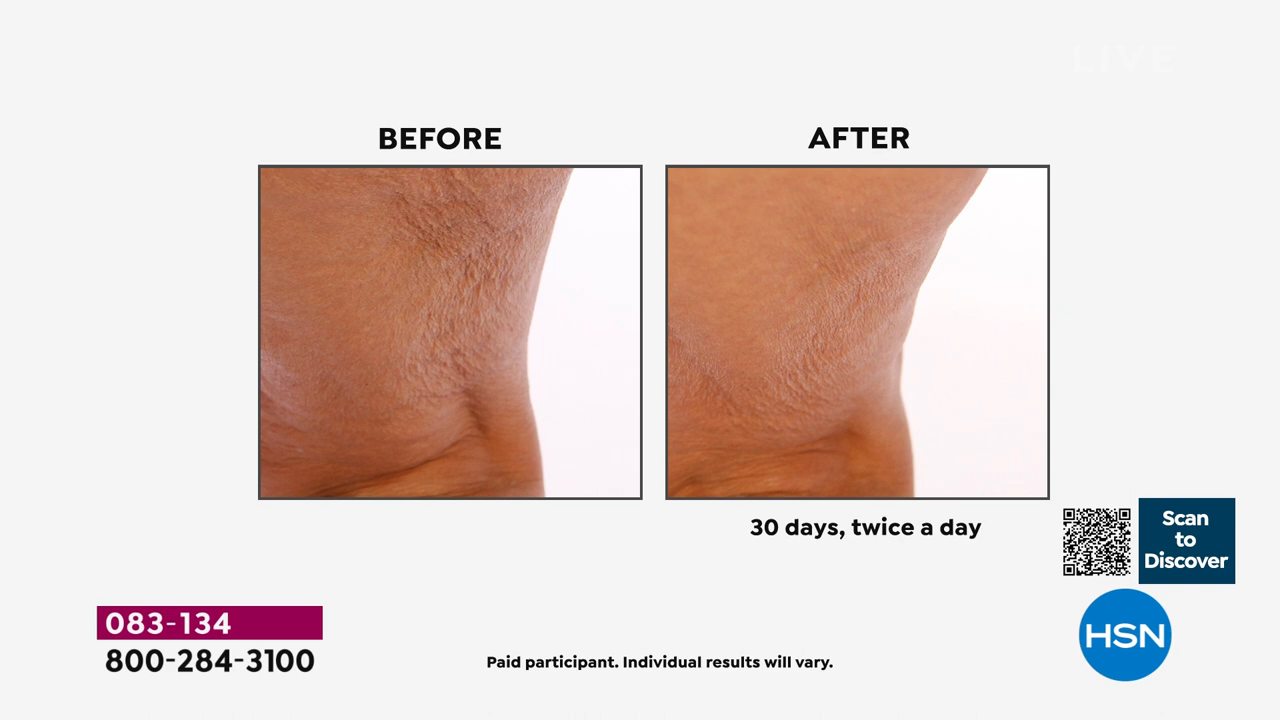 LIVE
BEFORE
AFTER
30 days, twice a day
Scan
to
Discover
083-134
800-284-3100
Paid participant. Individual results will vary.
HSN